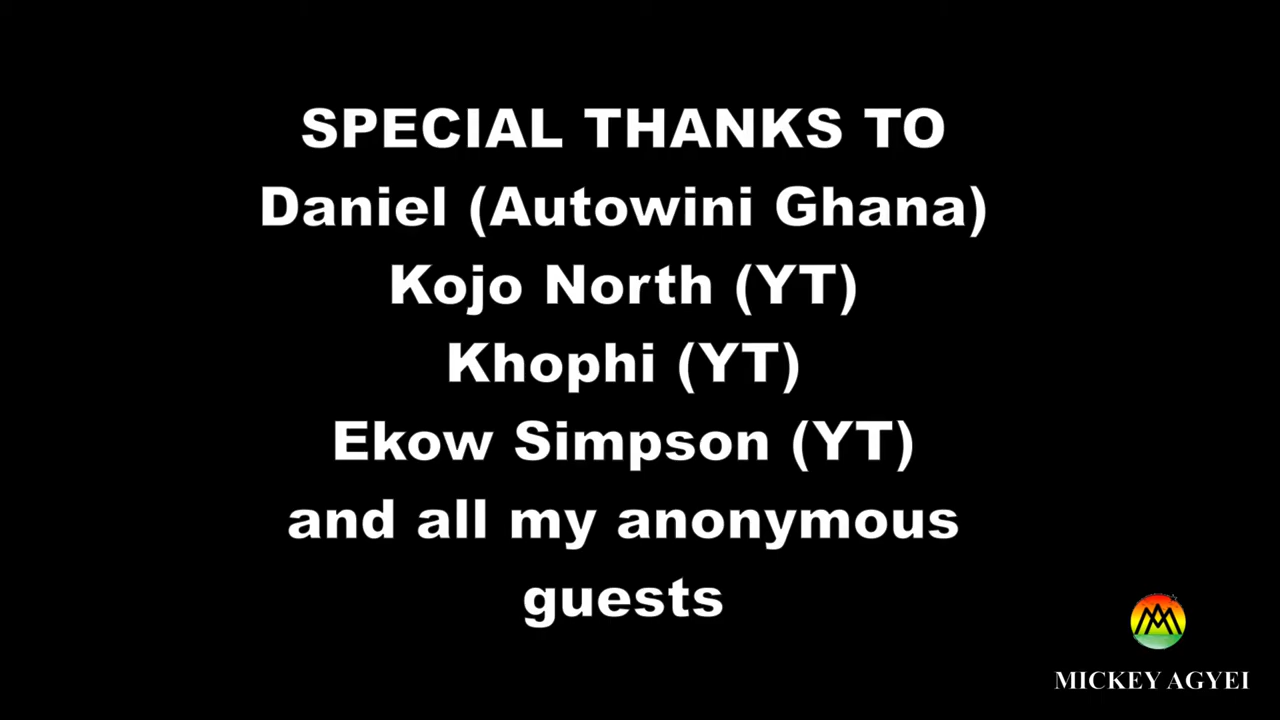 SPECIAL THANKS TO
Daniel (Autowini Ghana)
Kojo North (YT)
Khophi (YT)
Ekow Simpson (YT)
and all my anonymous
guests
MICKEY AGYEI